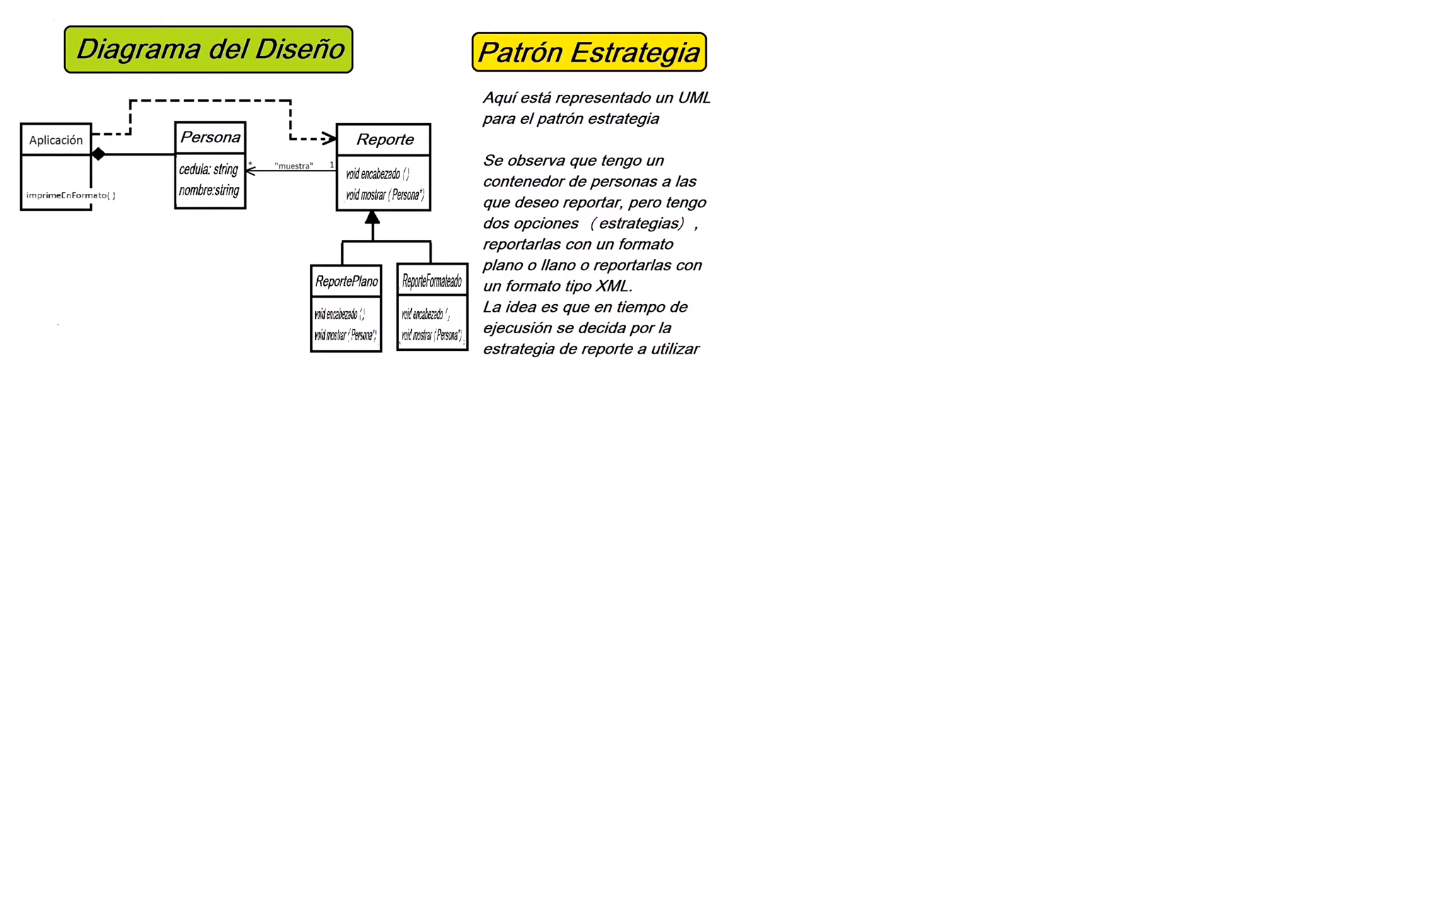 Diagrama del Diseño
Patrón Estrategia
Aplicación
imprimeEnFormato( )
Persona
cedula: string
nombre:string
*
"muestra"
1
Reporte
void encabezado ( )
void mostrar ( Persona*)
ReportePlano
void encabezado ( )
void mostrar ( Persona*)
ReporteFormateado
void encabezado (
void mostrar ( Persona*)
Aquí está representado un UML
para el patrón estrategia
Se observa que tengo un
contenedor de personas a las
que deseo reportar, pero tengo
dos opciones ( estrategias) ,
reportarlas con un formato
plano o llano o reportarlas con
un formato tipo XML.
La idea es que en tiempo de
ejecusión se decida por la
estrategia de reporte a utilizar